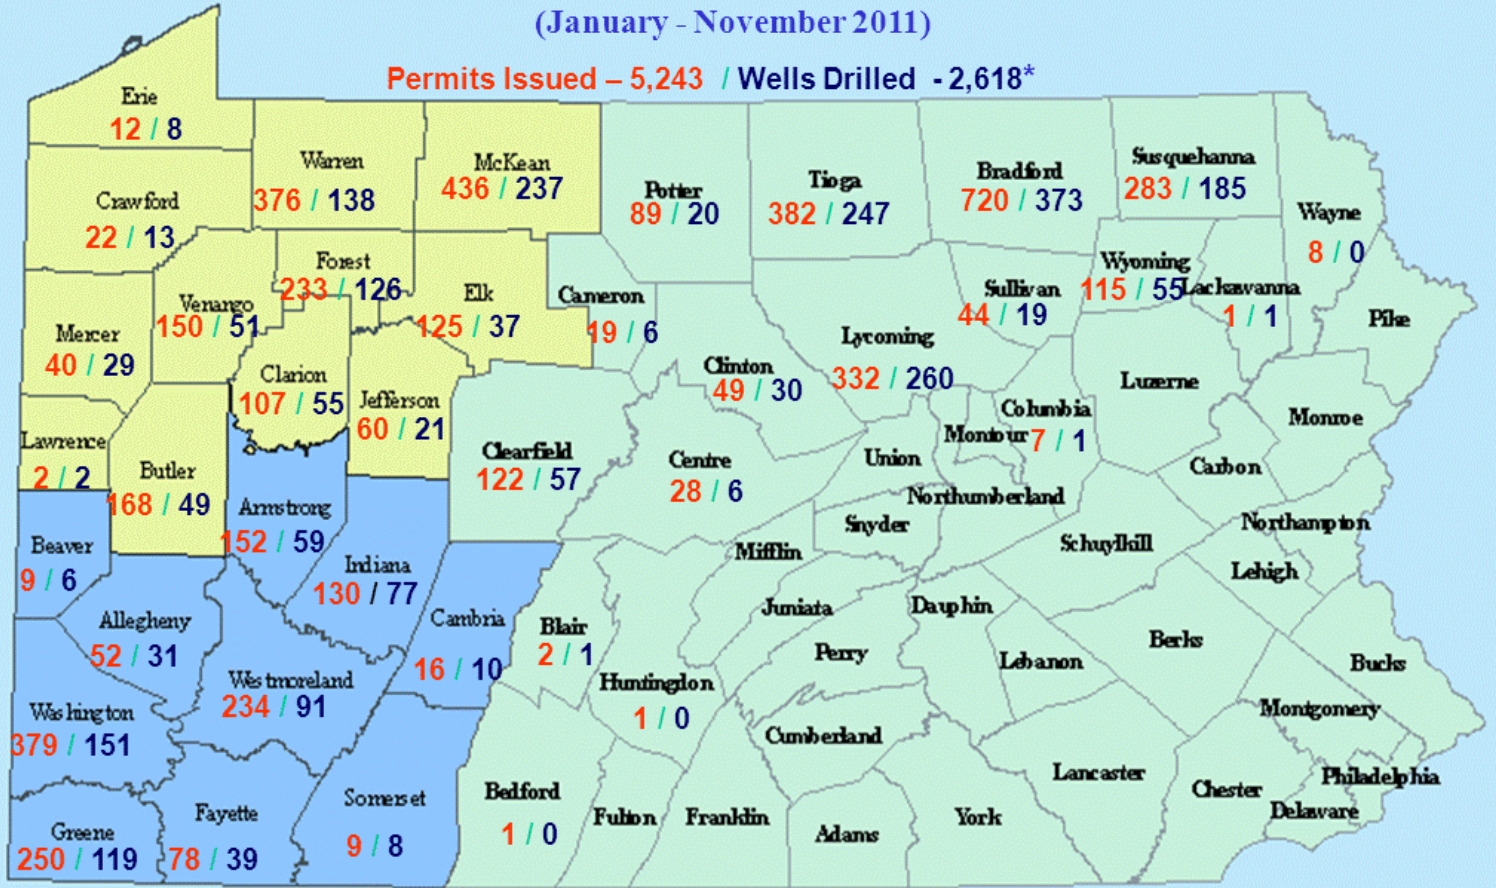 (January - November 2011)
Permits Issued – 5,243 / Wells Drilled - 2,618*
Erie
12 / 8
Warren
376 / 138
McKean
436 / 237
Potter
89 / 20
Tioga
382 / 247
Bradford
720 / 373
Susquehanna
283 / 185
Wayne
8 / 0
Crawford
22 / 13
Forest
233 / 126
Venango
150 / 51
Elk
125 / 37
Cameron
19 / 6
Sullivan
44 / 19
Wyoming
115 / 55
Lackawanna
1 / 1
Pike
Mercer
40 / 29
Clarion
107 / 55
Jefferson
60 / 21
Clinton
49 / 30
Lycoming
332 / 260
Luzerne
Monroe
Columbia
7 / 1
Montour
Lawrence
2 / 2
Butler
168 / 49
Clearfield
122 / 57
Centre
28 / 6
Union
Carbon
Northumberland
Snyder
Northampton
Armstrong
152 / 59
Beaver
9 / 6
Indiana
130 / 77
Mifflin
Schuylkill
Lehigh
Allegheny
52 / 31
Cambria
16 / 10
Blair
2 / 1
Juniata
Dauphin
Perry
Lebanon
Berks
Bucks
Westmoreland
234 / 91
Huntingdon
1 / 0
Washington
379 / 151
Cumberland
Montgomery
Lancaster
Chester
Philadelphia
Delaware
Greene
250 / 119
Fayette
78 / 39
Somerset
9 / 8
Bedford
1 / 0
Fulton
Franklin
Adams
York